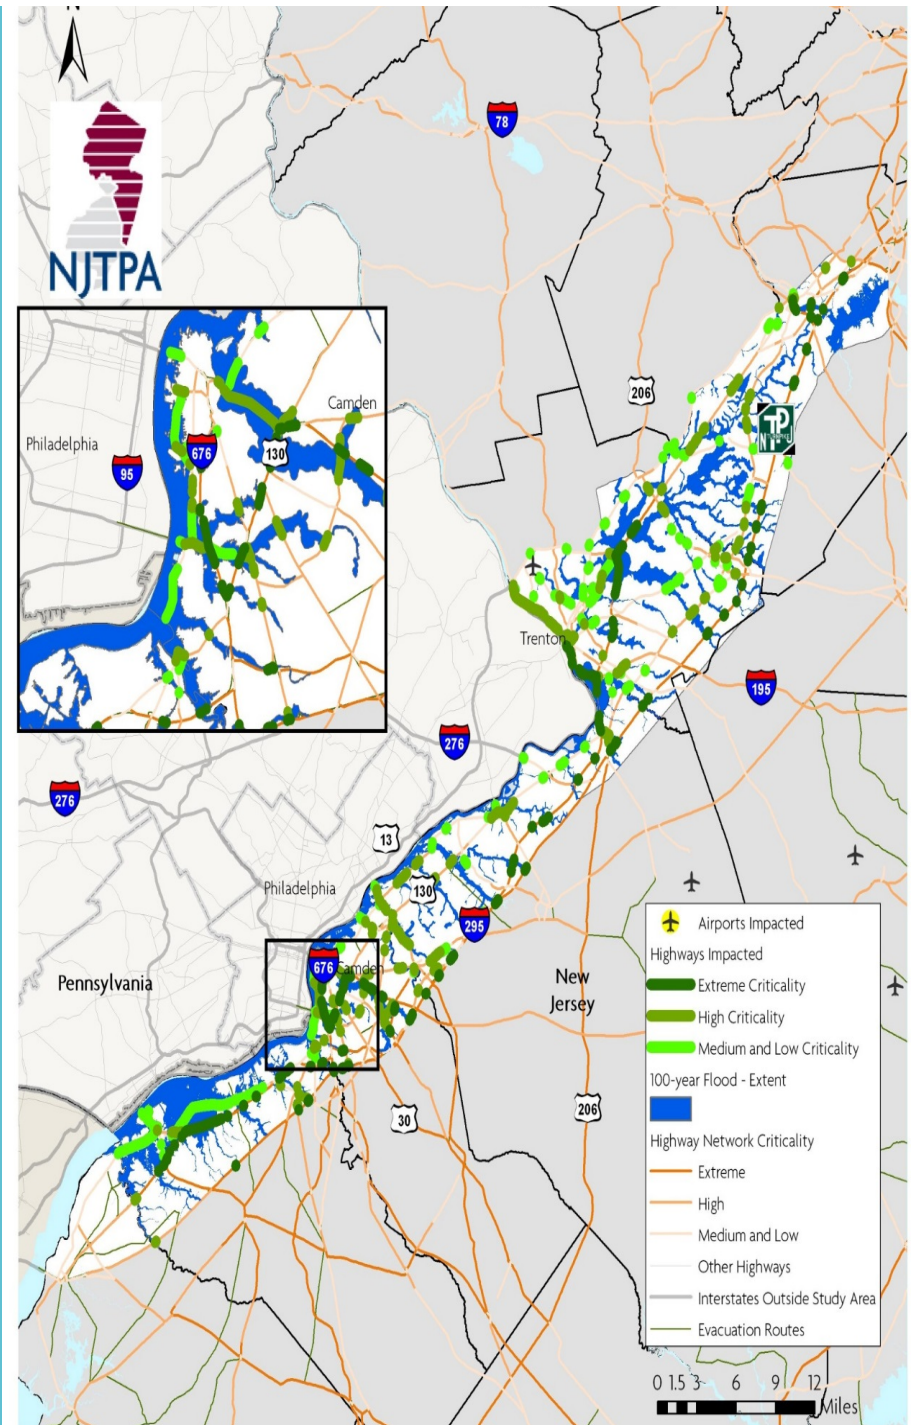 N
NJTPA
78
206
Philadelphia
Camden
95
676
130
TP
N TURNPIKE
Trenton
195
276
276
13
Philadelphia
130
295
676
Camden
Pennsylvania
New
Jersey
30
206
Airports Impacted
Highways Impacted
Extreme Criticality
High Criticality
Medium and Low Criticality
100-year Flood - Extent
Highway Network Criticality
Extreme
High
Medium and Low
Other Highways
Interstates Outside Study Area
Evacuation Routes
0 1.5 3 6 9 12
Miles